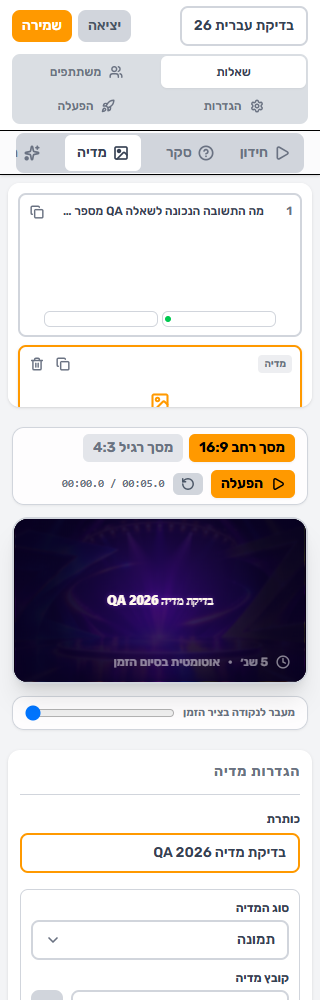 בדיקת עברית 26
יציאה
שמירה
שאלות
משתתפים
הגדרות
הפעלה
חידון
סקר
מדיה
1
מה התשובה הנכונה לשאלה QA מספר ...
מדיה
מסך רחב 16:9
מסך רגיל 4:3
הפעלה
00:00.0 / 00:05.0
בדיקת מדיה QA 2026
5 שנ׳ • אוטומטית בסיום הזמן
מעבר לנקודה בציר הזמן
הגדרות מדיה
כותרת
בדיקת מדיה QA 2026
סוג המדיה
תמונה
קובץ מדיה